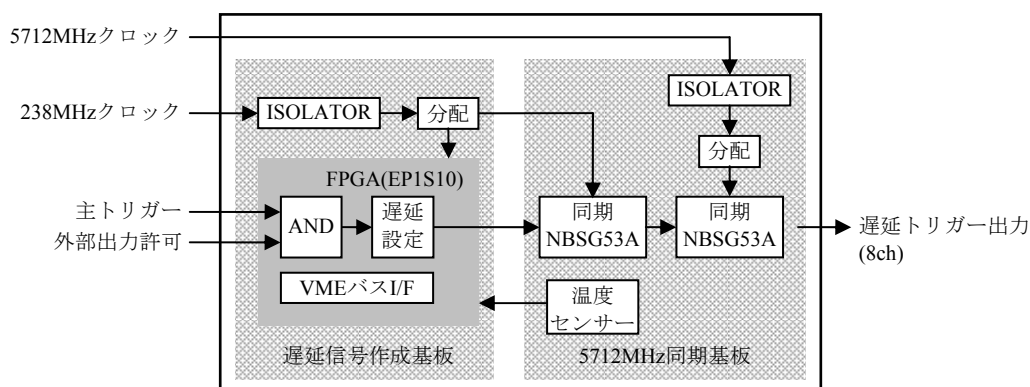 5712MHzクロック
ISOLATOR
238MHzクロック
ISOLATOR
分配
分配
FPGA(EP1S10)
主トリガー
外部出力許可
AND
遅延
設定
同期
NBSG53A
同期
NBSG53A
遅延トリガー出力
(8ch)
VMEバスI/F
温度
センサー
遅延信号作成基板
5712MHz同期基板